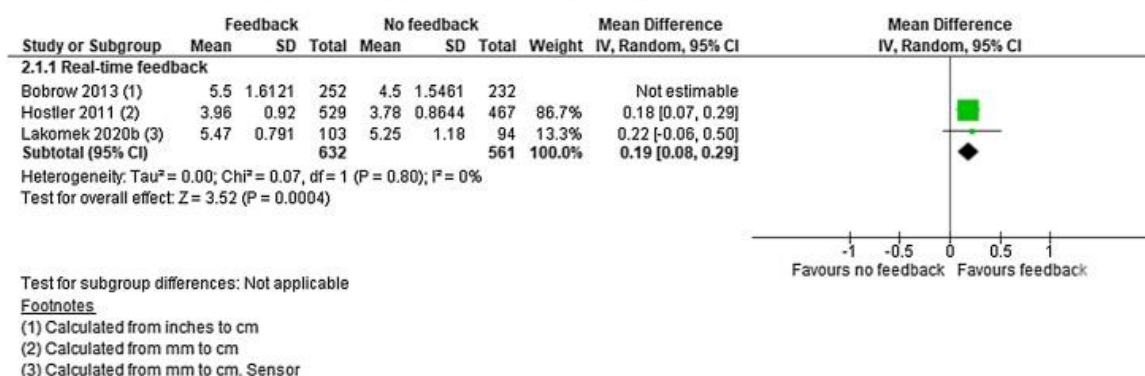 Feedback No feedback Mean Difference Mean Difference
Study or Subgroup Mean SD Total Mean SD Total Weight IV, Random, 95% CI IV, Random, 95% CI
2.1.1 Real-time feedback
Bobrow 2013 (1) 5.5 1.6121 252 4.5 1.5461 232 Not estimable
Hostler 2011 (2) 3.96 0.92 529 3.78 0.8644 467 86.7% 0.18 [0.07, 0.29]
Lakomek 2020b (3) 5.47 0.791 103 5.25 1.18 94 13.3% 0.22 [-0.06, 0.50]
Subtotal (95% CI) 632 561 100.0% 0.19 [0.08, 0.29]
Heterogeneity: Tau² = 0.00; Chi² = 0.07, df = 1 (P = 0.80); I² = 0%
Test for overall effect: Z = 3.52 (P = 0.0004)
-1 -0.5 0 0.5 1
Favours no feedback Favours feedback
Test for subgroup differences: Not applicable
Footnotes
(1) Calculated from inches to cm
(2) Calculated from mm to cm
(3) Calculated from mm to cm. Sensor